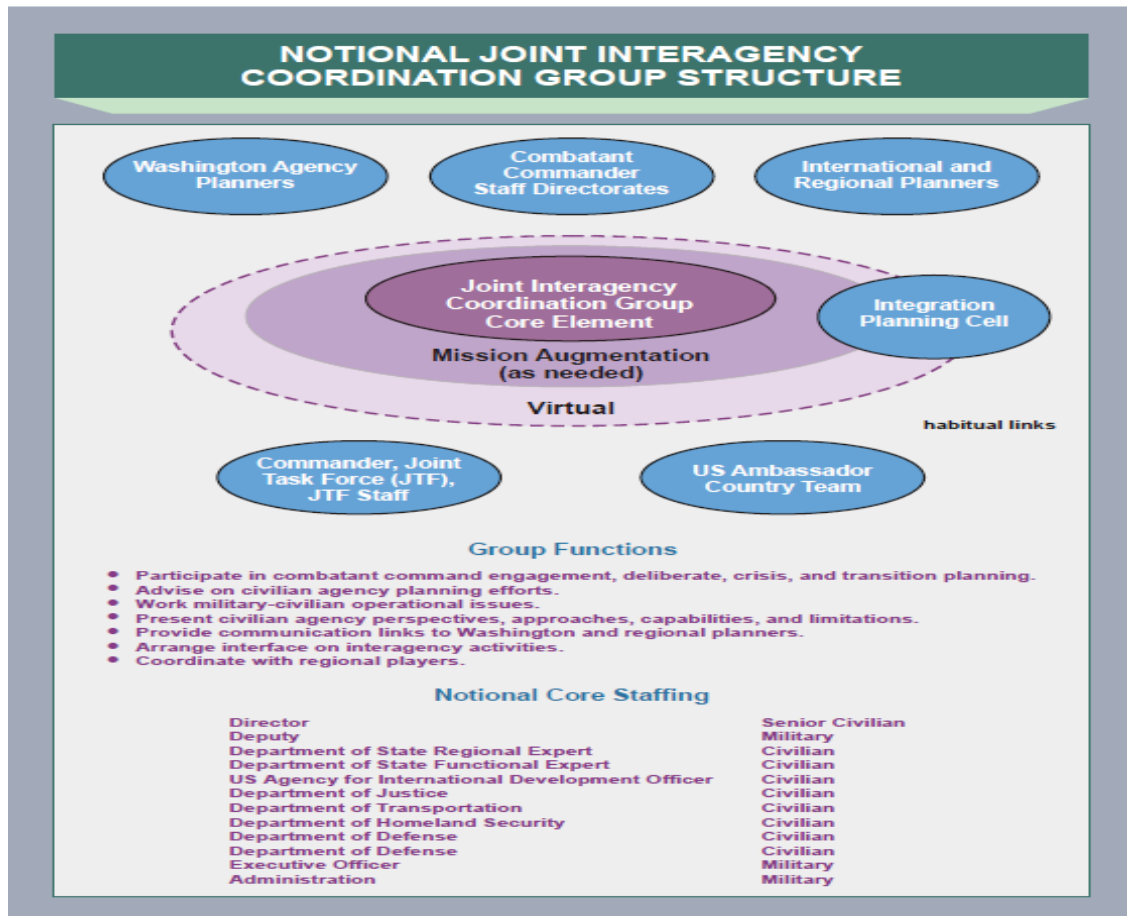 NOTIONAL JOINT INTERAGENCY
COORDINATION GROUP STRUCTURE
Washington Agency
Planners
Combatant
Commander
Staff Directorates
International and
Regional Planners
Joint Interagency
Coordination Group
Core Element
Integration
Planning Cell
Mission Augmentation
(as needed)
Virtual
habitual links
Commander, Joint
Task Force (JTF),
JTF Staff
US Ambassador
Country Team
Group Functions
• Participate in combatant command engagement, deliberate, crisis, and transition planning.
• Advise on civilian agency planning efforts.
• Work military-civilian operational issues.
• Present civilian agency perspectives, approaches, capabilities, and limitations.
• Provide communication links to Washington and regional planners.
• Arrange interface on interagency activities.
• Coordinate with regional players.
Notional Core Staffing
Director Senior Civilian
Deputy Military
Department of State Regional Expert Civilian
Department of State Functional Expert Civilian
US Agency for International Development Officer Civilian
Department of Justice Civilian
Department of Transportation Civilian
Department of Homeland Security Civilian
Department of Defense Civilian
Department of Defense Civilian
Executive Officer Military
Administration Military